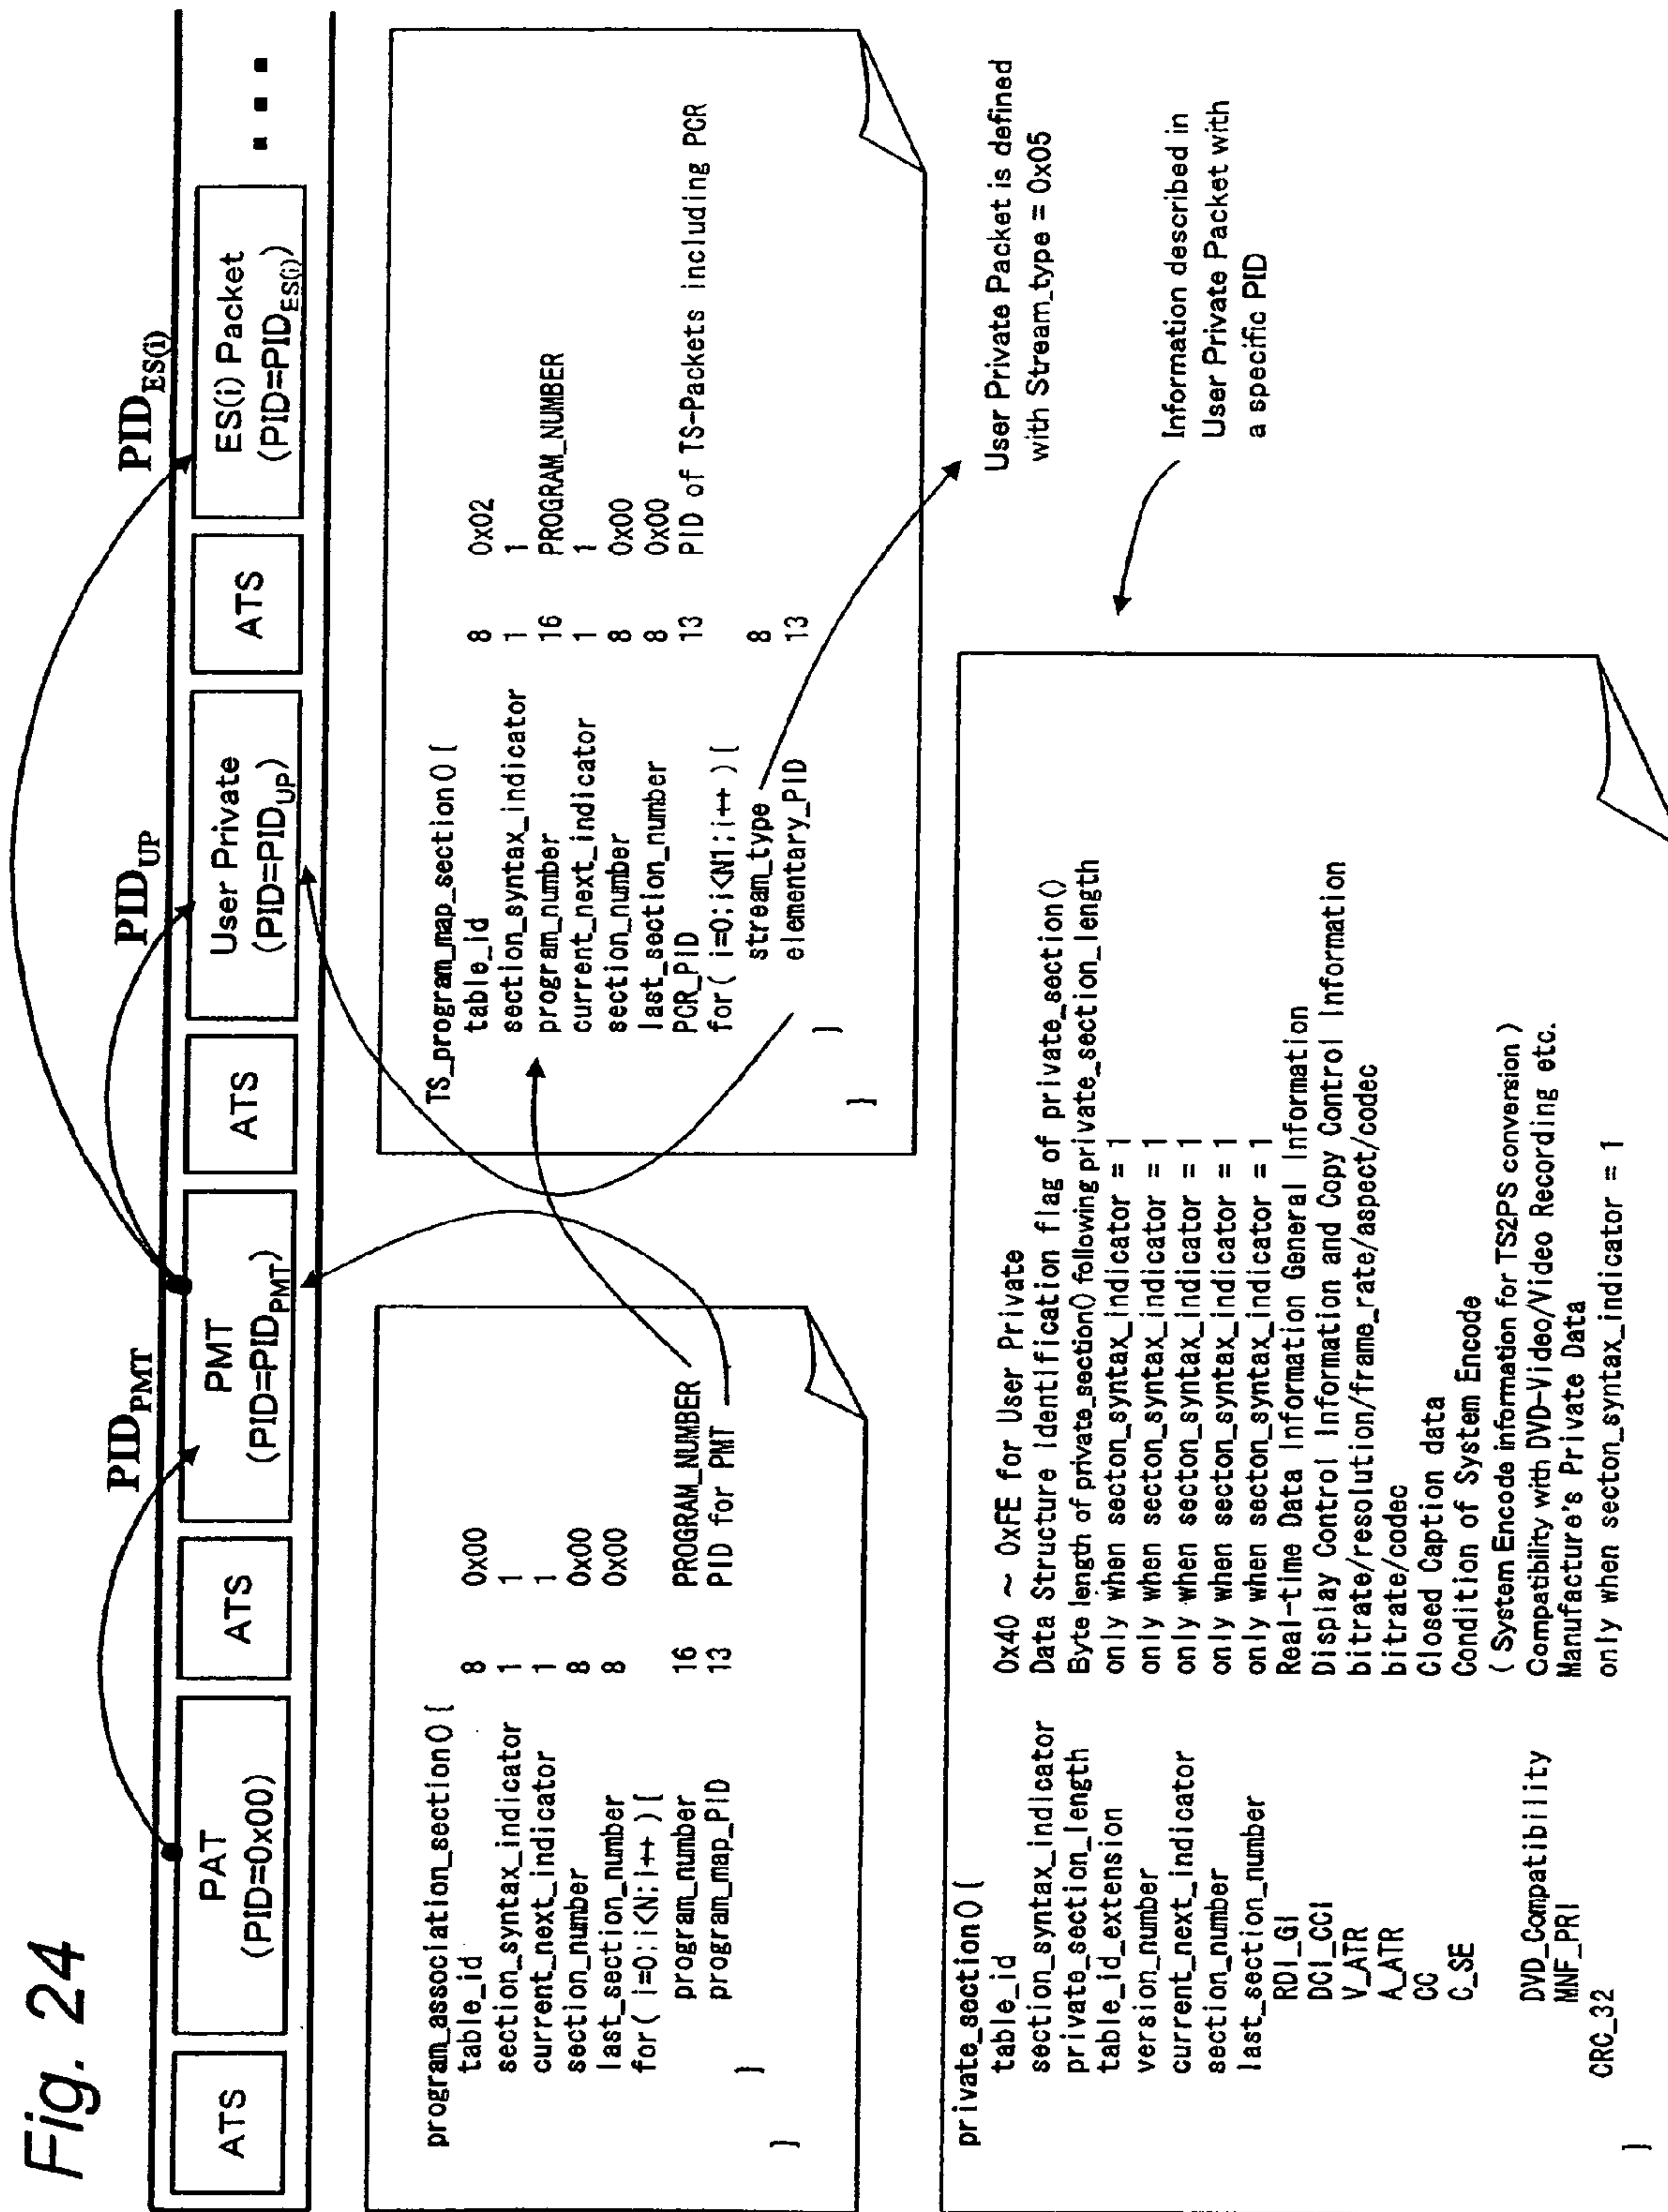 Fig. 24
PID_PMT
PID_UP
PID_ES(i)
ATS
PAT
(PID=0x00)
ATS
PMT
(PID=PID_PMT)
ATS
User Private
(PID=PID_UP)
ATS
ES(i) Packet
(PID=PID_ES(i))
program_association_section() {
table_id 8 0x00
section_syntax_indicator 1 1
current_next_indicator 1 1
section_number 8 0x00
last_section_number 8 0x00
for( i=0;i<N;i++ ) {
program_number 16 PROGRAM_NUMBER
program_map_PID 13 PID for PMT
}
}
TS_program_map_section() {
table_id 8 0x02
section_syntax_indicator 1 1
program_number 16 PROGRAM_NUMBER
current_next_indicator 1 1
section_number 8 0x00
last_section_number 8 0x00
PCR_PID 13 PID of TS-Packets including PCR
for( i=0;i<N1;i++ ) {
stream_type 8
elementary_PID 13
}
User Private Packet is defined
with Stream_type = 0x05
private_section() {
table_id 0x40 ~ 0xFE for User Private
section_syntax_indicator Data Structure Identification flag of private_section()
private_section_length Byte length of private_section() following private_section_length
table_id_extension only when secton_syntax_indicator = 1
version_number only when secton_syntax_indicator = 1
current_next_indicator only when secton_syntax_indicator = 1
section_number only when secton_syntax_indicator = 1
last_section_number only when secton_syntax_indicator = 1
RDI_GI Real-time Data Information General Information
DCI_CCI Display Control Information and Copy Control Information
V_ATR bitrate/resolution/frame_rate/aspect/codec
A_ATR bitrate/codec
CC Closed Caption data
C_SE Condition of System Encode
( System Encode information for TS2PS conversion )
DVD_Compatibility Compatibility with DVD-Video/Video Recording etc.
MNF_PRI Manufacture's Private Data
CRC_32 only when secton_syntax_indicator = 1
}
Information described in
User Private Packet with
a specific PID